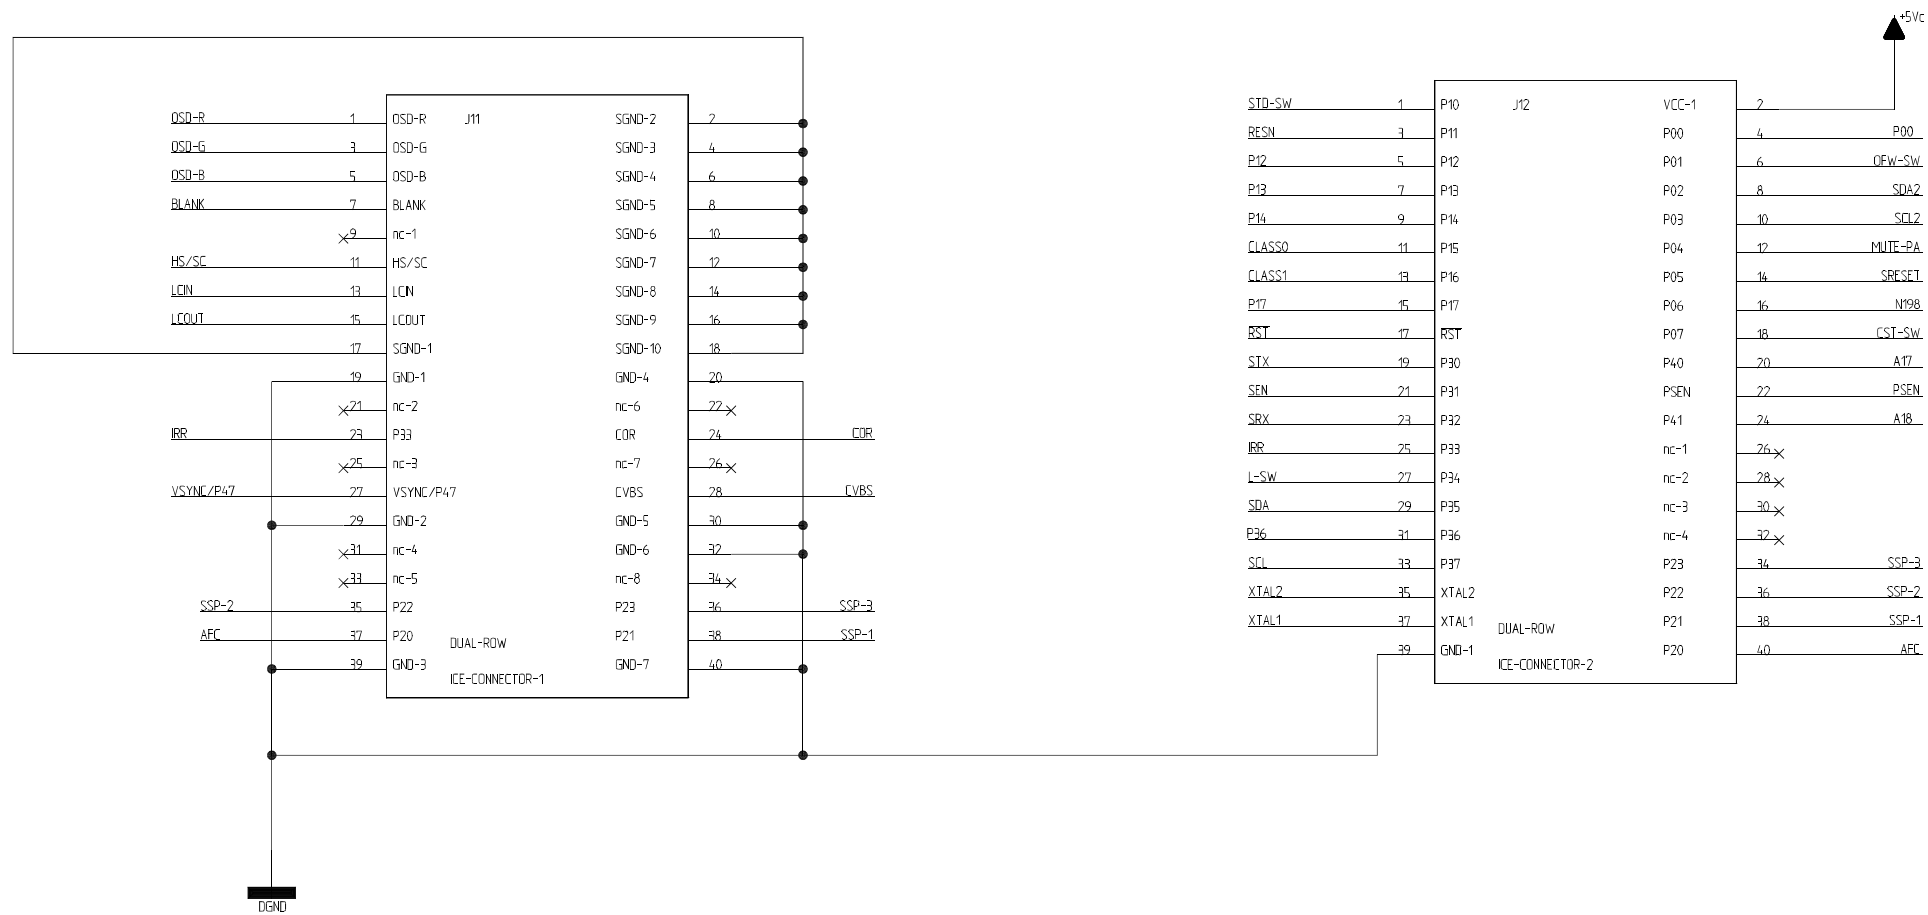 +5Vc
OSD-R 1 OSD-R J11 SGND-2 2
OSD-G 3 OSD-G SGND-3 4
OSD-B 5 OSD-B SGND-4 6
BLANK 7 BLANK SGND-5 8
9 nc-1 SGND-6 10
HS/SC 11 HS/SC SGND-7 12
LCIN 13 LCIN SGND-8 14
LCOUT 15 LCOUT SGND-9 16
17 SGND-1 SGND-10 18
19 GND-1 GND-4 20
21 nc-2 nc-6 22
IRR 23 P33 COR 24 COR
25 nc-3 nc-7 26
VSYNC/P47 27 VSYNC/P47 CVBS 28 CVBS
29 GND-2 GND-5 30
31 nc-4 GND-6 32
33 nc-5 nc-8 34
SSP-2 35 P22 P23 36 SSP-3
AFC 37 P20 P21 38 SSP-1
DUAL-ROW
39 GND-3 GND-7 40
ICE-CONNECTOR-1
STD-SW 1 P10 J12 VCC-1 2
RESN 3 P11 P00 4 P00
P12 5 P12 P01 6 OFW-SW
P13 7 P13 P02 8 SDA2
P14 9 P14 P03 10 SCL2
CLASS0 11 P15 P04 12 MUTE-PA
CLASS1 13 P16 P05 14 SRESET
P17 15 P17 P06 16 N198
RST 17 RST P07 18 CST-SW
STX 19 P30 P40 20 A17
SEN 21 P31 PSEN 22 PSEN
SRX 23 P32 P41 24 A18
IRR 25 P33 nc-1 26
L-SW 27 P34 nc-2 28
SDA 29 P35 nc-3 30
P36 31 P36 nc-4 32
SCL 33 P37 P23 34 SSP-3
XTAL2 35 XTAL2 P22 36 SSP-2
XTAL1 37 XTAL1 P21 38 SSP-1
DUAL-ROW
39 GND-1 P20 40 AFC
ICE-CONNECTOR-2
DGND